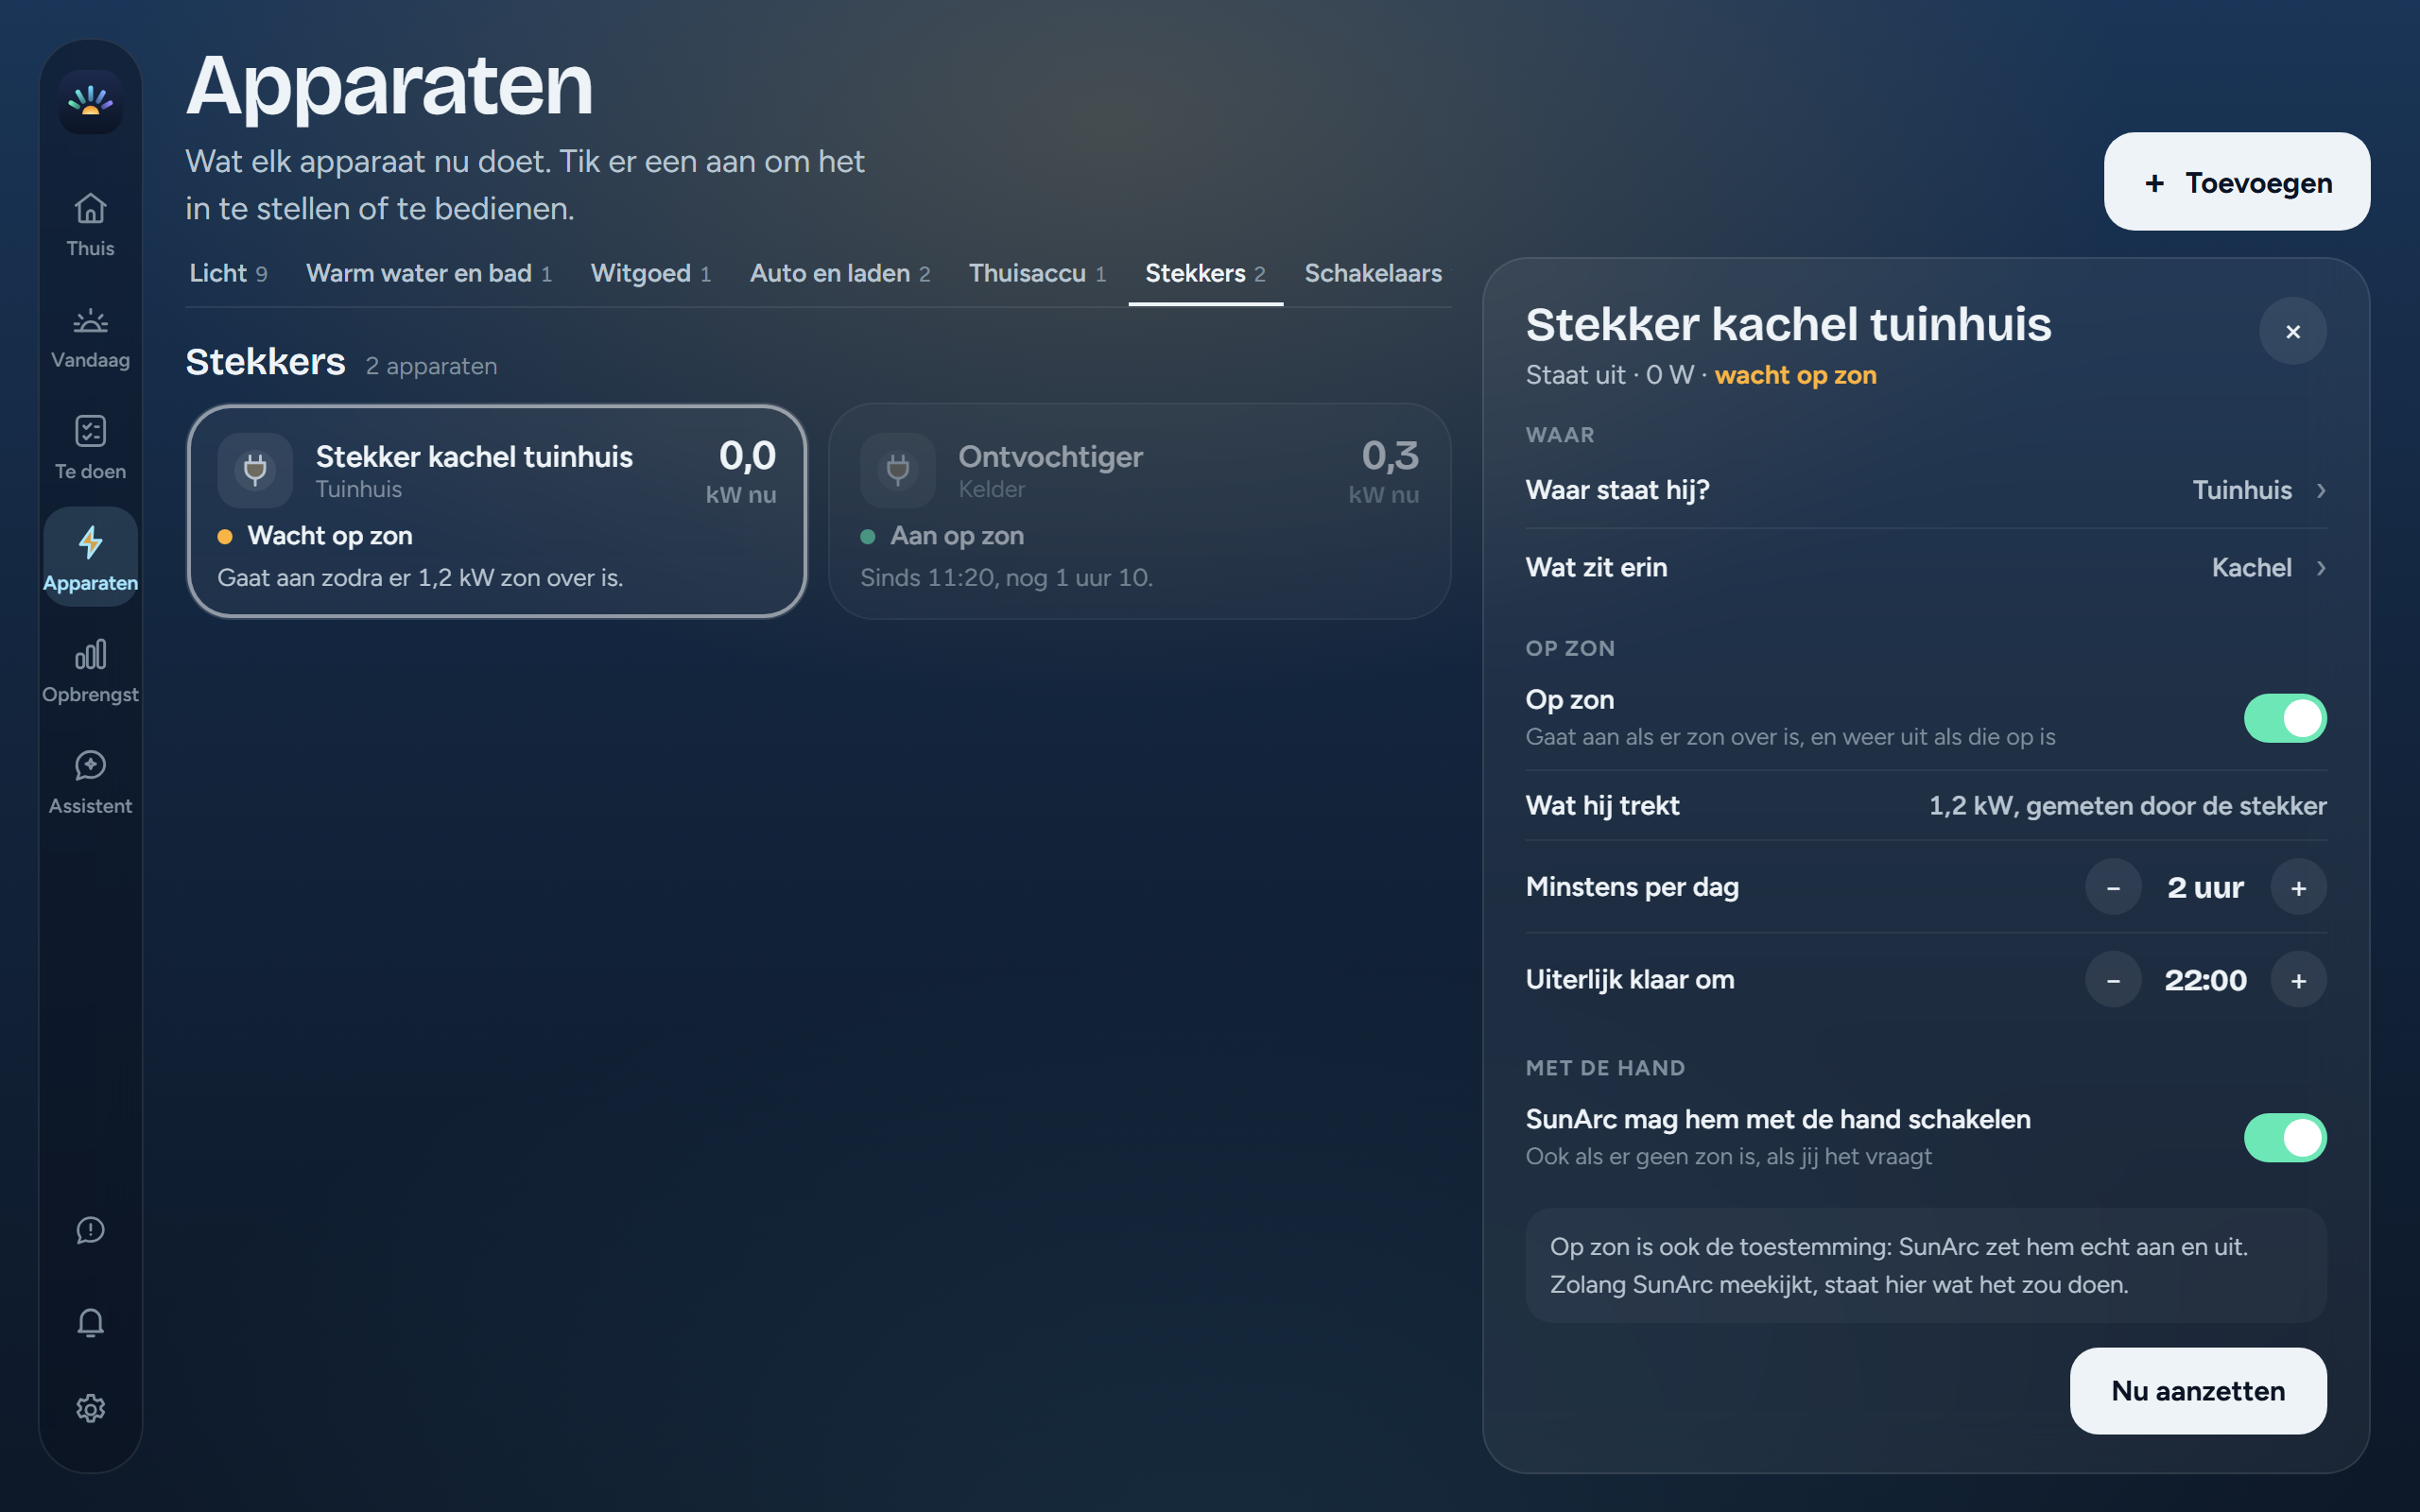 Apparaten
Wat elk apparaat nu doet. Tik er een aan om het
in te stellen of te bedienen.
+ Toevoegen
Thuis
Vandaag
Te doen
Apparaten
Opbrengst
Assistent
Licht 9 Warm water en bad 1 Witgoed 1 Auto en laden 2 Thuisaccu 1 Stekkers 2 Schakelaars
Stekkers 2 apparaten
Stekker kachel tuinhuis
Tuinhuis
0,0
kW nu
Wacht op zon
Gaat aan zodra er 1,2 kW zon over is.
Ontvochtiger
Kelder
0,3
kW nu
Aan op zon
Sinds 11:20, nog 1 uur 10.
Stekker kachel tuinhuis
×
Staat uit · 0 W · wacht op zon
WAAR
Waar staat hij? Tuinhuis ›
Wat zit erin Kachel ›
OP ZON
Op zon
Gaat aan als er zon over is, en weer uit als die op is
Wat hij trekt 1,2 kW, gemeten door de stekker
Minstens per dag − 2 uur +
Uiterlijk klaar om − 22:00 +
MET DE HAND
SunArc mag hem met de hand schakelen
Ook als er geen zon is, als jij het vraagt
Op zon is ook de toestemming: SunArc zet hem echt aan en uit.
Zolang SunArc meekijkt, staat hier wat het zou doen.
Nu aanzetten